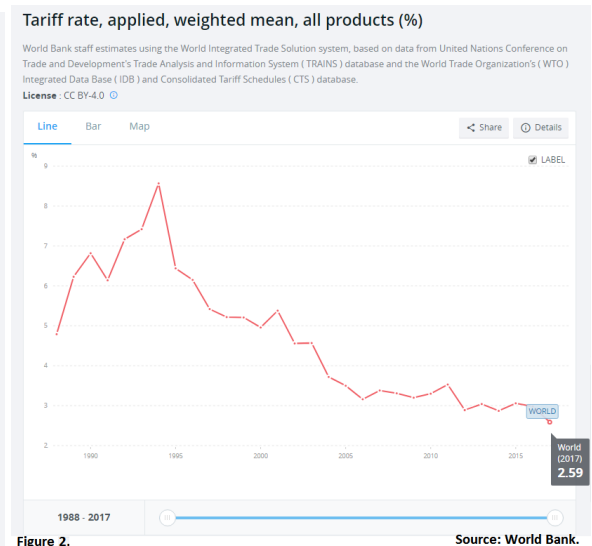 Tariff rate, applied, weighted mean, all products (%)
World Bank staff estimates using the World Integrated Trade Solution system, based on data from United Nations Conference on
Trade and Development's Trade Analysis and Information System ( TRAINS ) database and the World Trade Organization's ( WTO )
Integrated Data Base ( IDB ) and Consolidated Tariff Schedules ( CTS ) database.
License : CC BY-4.0
Line Bar Map Share Details
% LABEL
9
8
7
6
5
4
3
2
WORLD
1990 1995 2000 2005 2010 2015
World
(2017)
2.59
1988 - 2017
Figure 2. Source: World Bank.